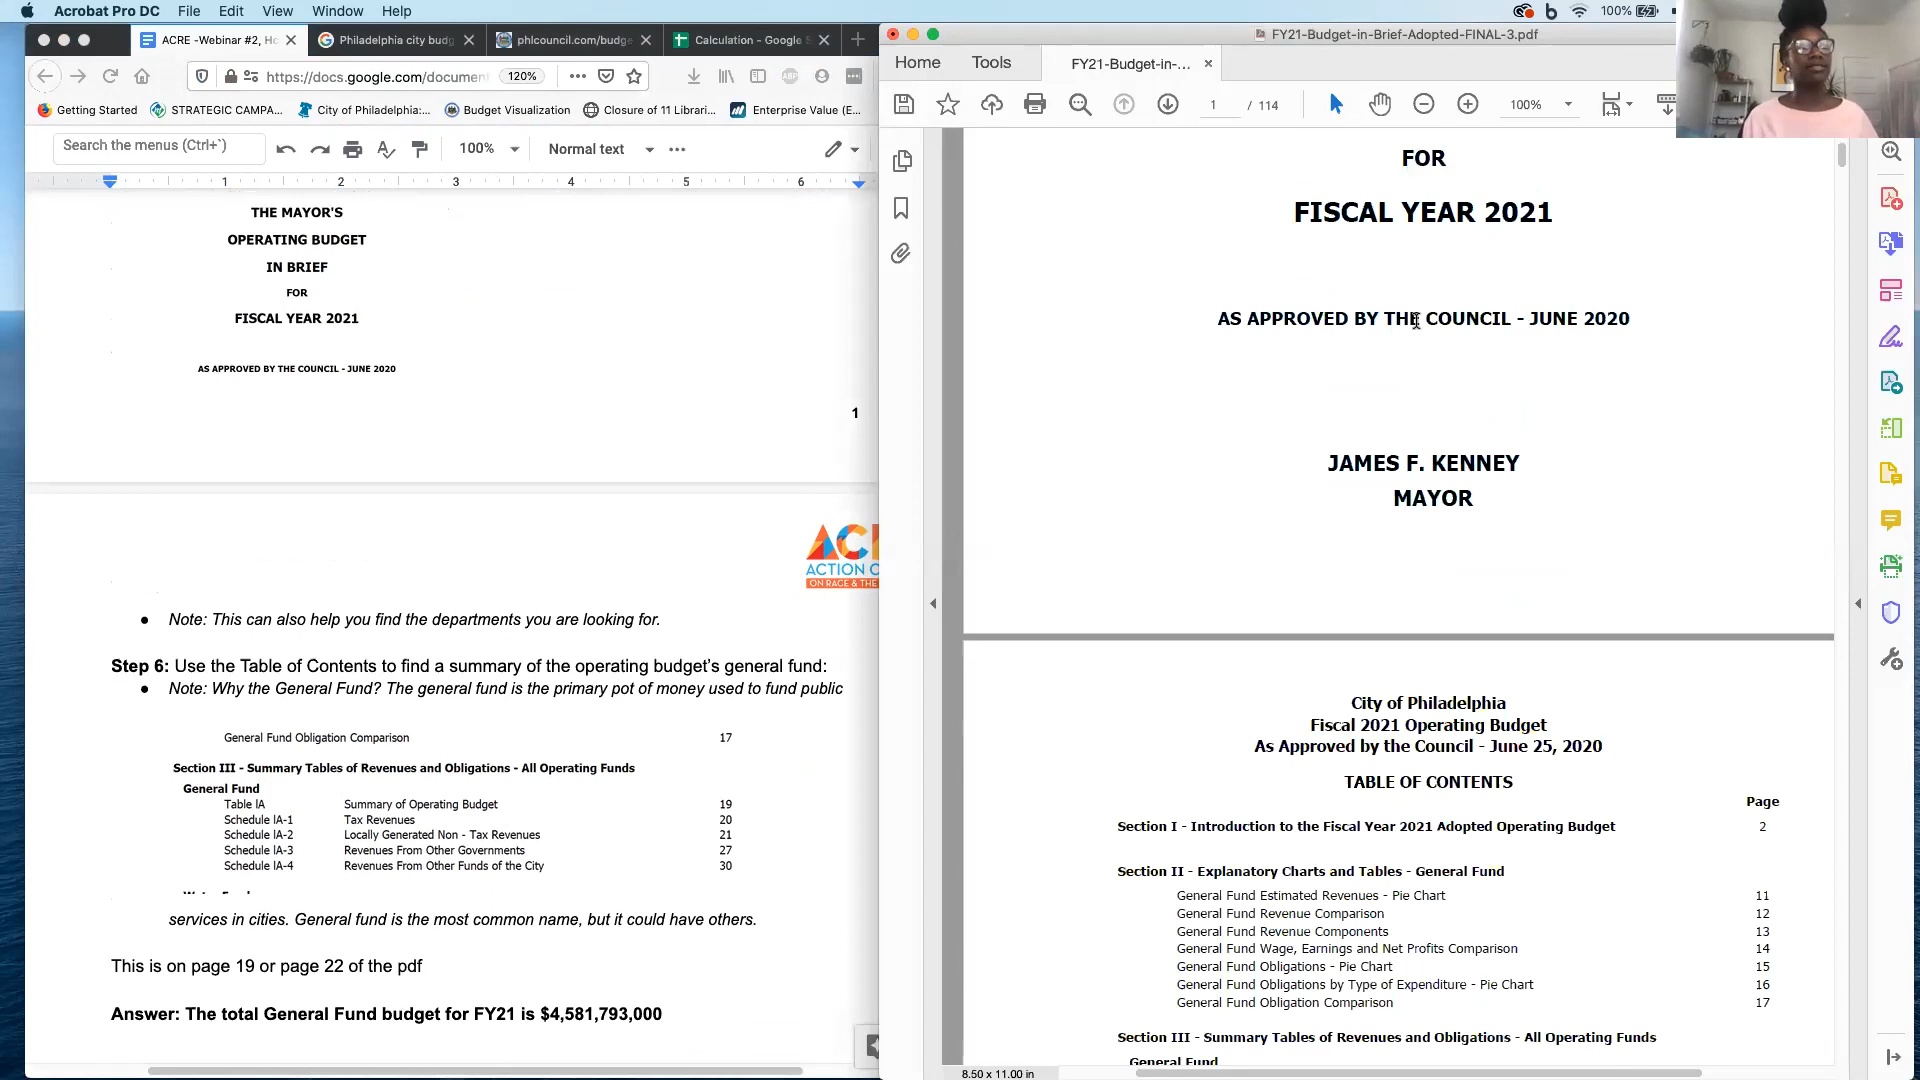 Acrobat Pro DC File Edit View Window Help
100%
ACRE -Webinar #2, Ho
Philadelphia city budg
phlcouncil.com/budge
Calculation - Google S
https://docs.google.com/documen
120%
Getting Started
STRATEGIC CAMPA...
City of Philadelphia:...
Budget Visualization
Closure of 11 Librari...
Enterprise Value (E...
Search the menus (Ctrl+`)
100%
Normal text
1 2 3 4 5 6
THE MAYOR'S
OPERATING BUDGET
IN BRIEF
FOR
FISCAL YEAR 2021
AS APPROVED BY THE COUNCIL - JUNE 2020
1
ACI
ACTION C
ON RACE & THE
Note: This can also help you find the departments you are looking for.
Step 6: Use the Table of Contents to find a summary of the operating budget's general fund:
Note: Why the General Fund? The general fund is the primary pot of money used to fund public
General Fund Obligation Comparison 17
Section III - Summary Tables of Revenues and Obligations - All Operating Funds
General Fund
Table IA Summary of Operating Budget 19
Schedule IA-1 Tax Revenues 20
Schedule IA-2 Locally Generated Non - Tax Revenues 21
Schedule IA-3 Revenues From Other Governments 27
Schedule IA-4 Revenues From Other Funds of the City 30
services in cities. General fund is the most common name, but it could have others.
This is on page 19 or page 22 of the pdf
Answer: The total General Fund budget for FY21 is $4,581,793,000
FY21-Budget-in-Brief-Adopted-FINAL-3.pdf
Home
Tools
FY21-Budget-in-...
1 / 114
100%
FOR
FISCAL YEAR 2021
AS APPROVED BY THE COUNCIL - JUNE 2020
JAMES F. KENNEY
MAYOR
City of Philadelphia
Fiscal 2021 Operating Budget
As Approved by the Council - June 25, 2020
TABLE OF CONTENTS
Page
Section I - Introduction to the Fiscal Year 2021 Adopted Operating Budget 2
Section II - Explanatory Charts and Tables - General Fund
General Fund Estimated Revenues - Pie Chart 11
General Fund Revenue Comparison 12
General Fund Revenue Components 13
General Fund Wage, Earnings and Net Profits Comparison 14
General Fund Obligations - Pie Chart 15
General Fund Obligations by Type of Expenditure - Pie Chart 16
General Fund Obligation Comparison 17
Section III - Summary Tables of Revenues and Obligations - All Operating Funds
General Fund
8.50 x 11.00 in